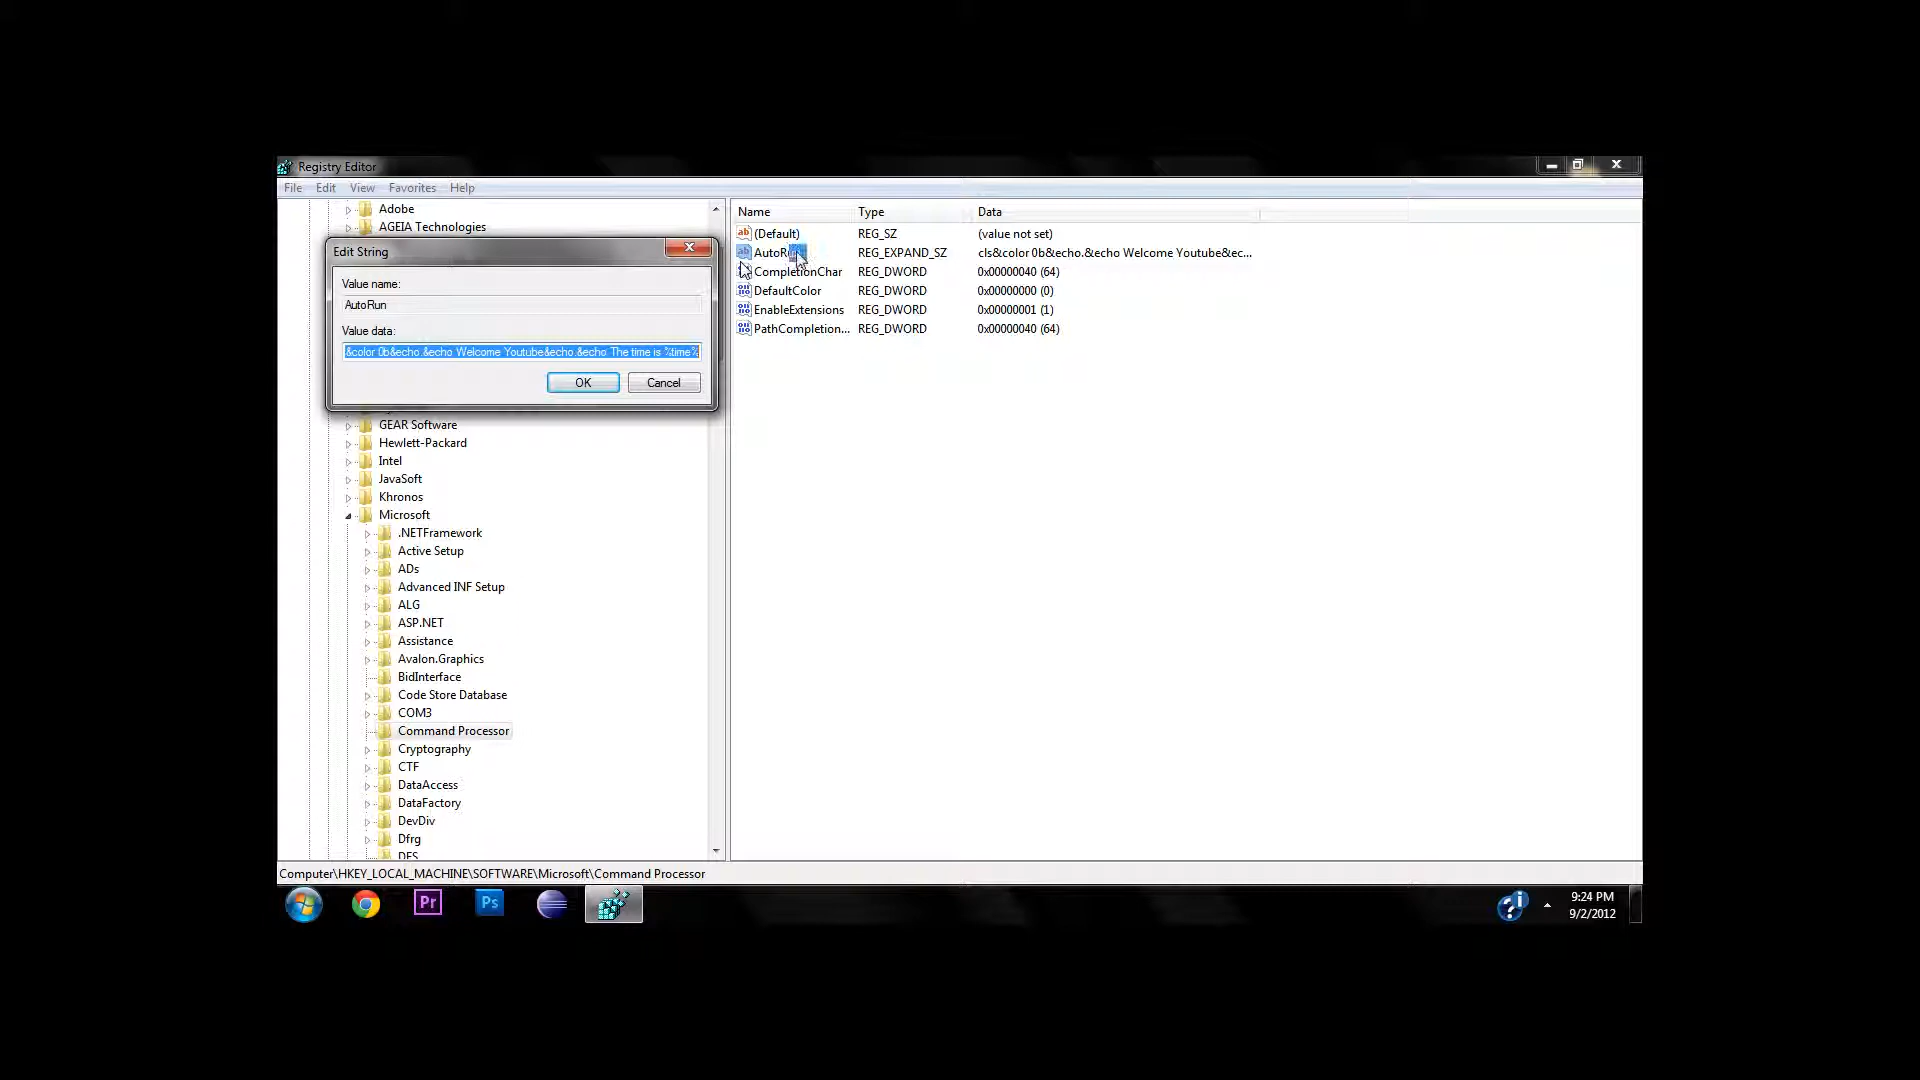 Registry Editor
File Edit View Favorites Help
Adobe
AGEIA Technologies
Edit String
Value name:
AutoRun
Value data:
&color 0b&echo.&echo Welcome Youtube&echo.&echo The time is %time%
OK Cancel
GEAR Software
Hewlett-Packard
Intel
JavaSoft
Khronos
Microsoft
.NETFramework
Active Setup
ADs
Advanced INF Setup
ALG
ASP.NET
Assistance
Avalon.Graphics
BidInterface
Code Store Database
COM3
Command Processor
Cryptography
CTF
DataAccess
DataFactory
DevDiv
Dfrg
DFS
Name Type Data
(Default) REG_SZ (value not set)
REG_EXPAND_SZ cls&color 0b&echo.&echo Welcome Youtube&ec...
CompletionChar REG_DWORD 0x00000040 (64)
DefaultColor REG_DWORD 0x00000000 (0)
EnableExtensions REG_DWORD 0x00000001 (1)
PathCompletion... REG_DWORD 0x00000040 (64)
Computer\HKEY_LOCAL_MACHINE\SOFTWARE\Microsoft\Command Processor
Pr
Ps
9:24 PM
9/2/2012